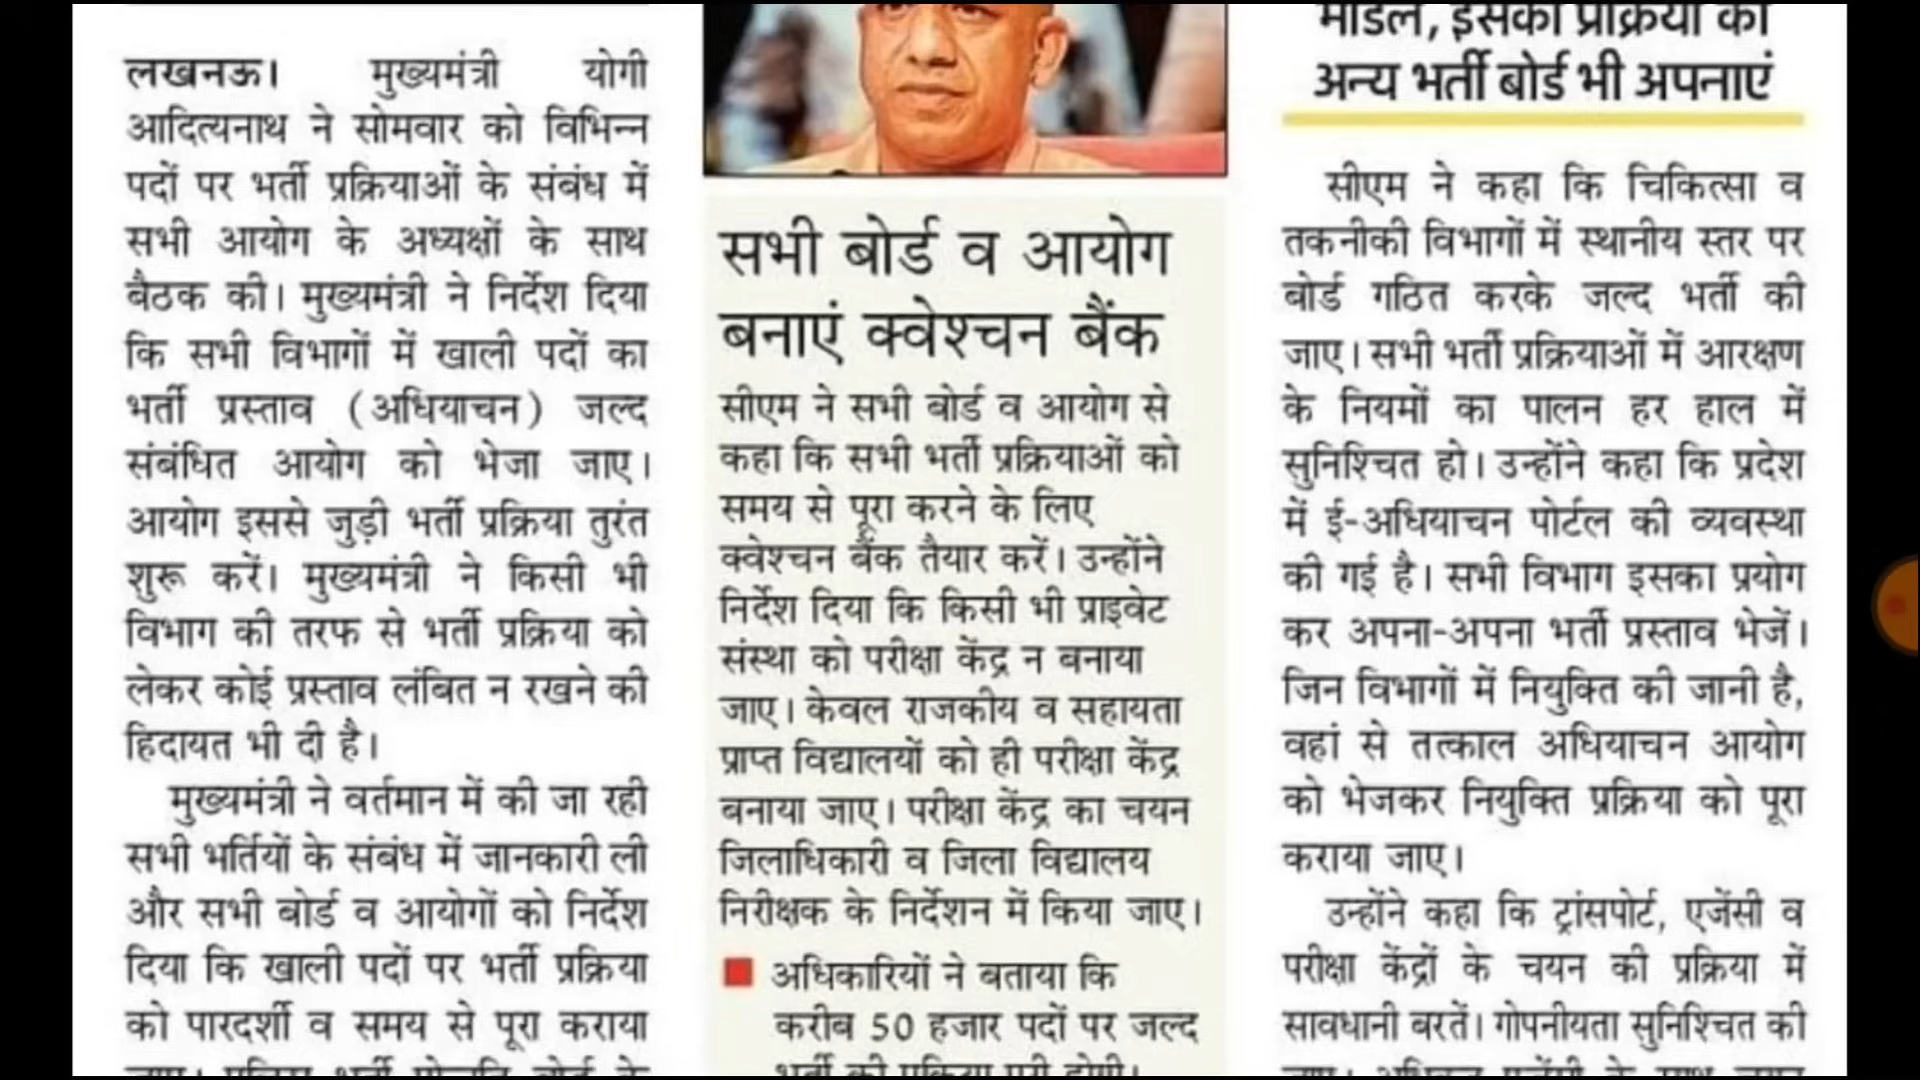 लखनऊ। मुख्यमंत्री योगी
आदित्यनाथ ने सोमवार को विभिन्न
पदों पर भर्ती प्रक्रियाओं के संबंध में
सभी आयोग के अध्यक्षों के साथ
बैठक की। मुख्यमंत्री ने निर्देश दिया
कि सभी विभागों में खाली पदों का
भर्ती प्रस्ताव (अधियाचन) जल्द
संबंधित आयोग को भेजा जाए।
आयोग इससे जुड़ी भर्ती प्रक्रिया तुरंत
शुरू करें। मुख्यमंत्री ने किसी भी
विभाग की तरफ से भर्ती प्रक्रिया को
लेकर कोई प्रस्ताव लंबित न रखने की
हिदायत भी दी है।
मुख्यमंत्री ने वर्तमान में की जा रही
सभी भर्तियों के संबंध में जानकारी ली
और सभी बोर्ड व आयोगों को निर्देश
दिया कि खाली पदों पर भर्ती प्रक्रिया
को पारदर्शी व समय से पूरा कराया
सभी बोर्ड व आयोग
बनाएं क्वेश्चन बैंक
सीएम ने सभी बोर्ड व आयोग से
कहा कि सभी भर्ती प्रक्रियाओं को
समय से पूरा करने के लिए
क्वेश्चन बैंक तैयार करें। उन्होंने
निर्देश दिया कि किसी भी प्राइवेट
संस्था को परीक्षा केंद्र न बनाया
जाए। केवल राजकीय व सहायता
प्राप्त विद्यालयों को ही परीक्षा केंद्र
बनाया जाए। परीक्षा केंद्र का चयन
जिलाधिकारी व जिला विद्यालय
निरीक्षक के निर्देशन में किया जाए।
अधिकारियों ने बताया कि
करीब 50 हजार पदों पर जल्द
भर्ती की प्रक्रिया पूरी होगी।
मॉडल, इसकी प्रक्रिया को
अन्य भर्ती बोर्ड भी अपनाएं
सीएम ने कहा कि चिकित्सा व
तकनीकी विभागों में स्थानीय स्तर पर
बोर्ड गठित करके जल्द भर्ती की
जाए। सभी भर्ती प्रक्रियाओं में आरक्षण
के नियमों का पालन हर हाल में
सुनिश्चित हो। उन्होंने कहा कि प्रदेश
में ई-अधियाचन पोर्टल की व्यवस्था
की गई है। सभी विभाग इसका प्रयोग
कर अपना-अपना भर्ती प्रस्ताव भेजें।
जिन विभागों में नियुक्ति की जानी है,
वहां से तत्काल अधियाचन आयोग
को भेजकर नियुक्ति प्रक्रिया को पूरा
कराया जाए।
उन्होंने कहा कि ट्रांसपोर्ट, एजेंसी व
परीक्षा केंद्रों के चयन की प्रक्रिया में
सावधानी बरतें। गोपनीयता सुनिश्चित की